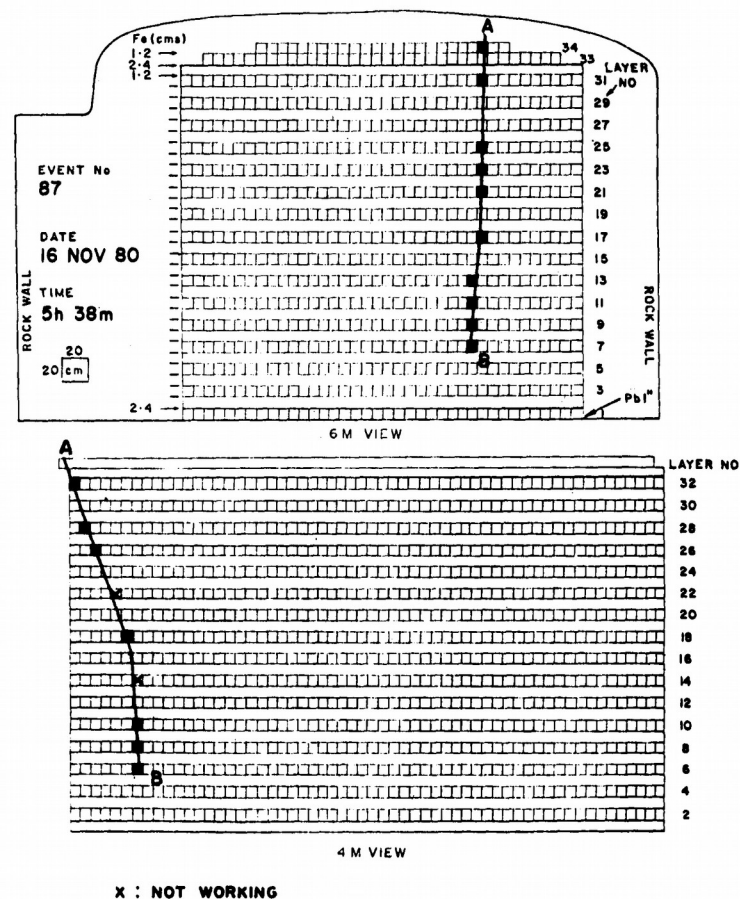 A
Fe (cms)
1·2
2·4
1·2
34
33
LAYER
NO
31
29
27
25
23
21
19
17
15
13
11
9
7
5
3
EVENT No
87
DATE
16 NOV 80
TIME
5h 38m
20
20 cm
ROCK WALL
ROCK WALL
B
2·4
Pb1"
6M VIEW
A
LAYER NO
32
30
28
26
24
22
20
18
16
14
12
10
8
6
4
2
x
x
B
4 M VIEW
X : NOT WORKING